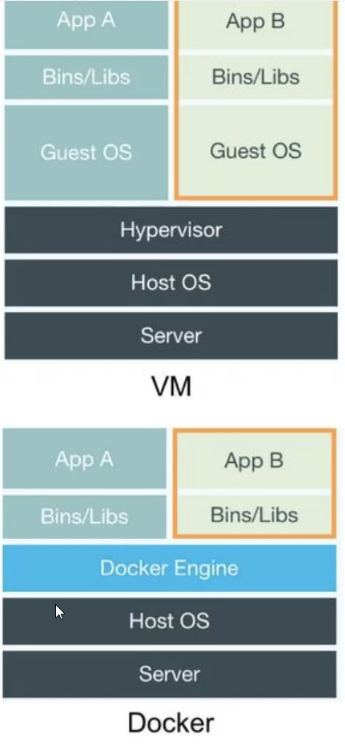 App A App B
Bins/Libs Bins/Libs
Guest OS Guest OS
Hypervisor
Host OS
Server
VM
App A App B
Bins/Libs Bins/Libs
Docker Engine
Host OS
Server
Docker